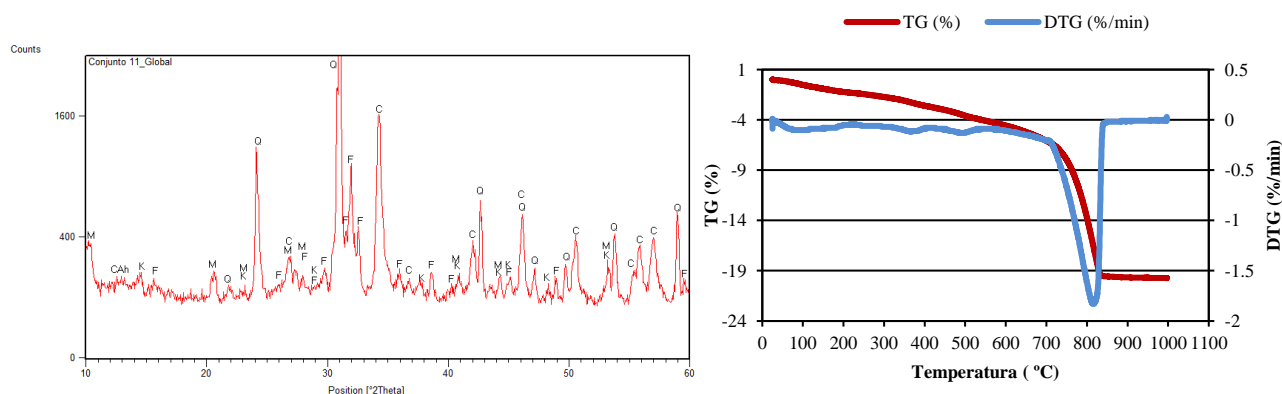 Counts
Conjunto 11_Global
1600
400
0
10
20
30
40
50
60
Position [°2Theta]
M
CAh
K
F
M
Q
M
K
Q
F
C
M
M
F
K
F
F
Q
F
F
F
C
F
C
K
F
F
M
K
C
Q
M
K
K
F
C
Q
Q
K
F
Q
C
M
K
Q
C
C
C
Q
F
TG (%)
DTG (%/min)
1
-4
-9
-14
-19
-24
TG (%)
0.5
0
-0.5
-1
-1.5
-2
DTG (%/min)
0 100 200 300 400 500 600 700 800 900 1000 1100
Temperatura ( ºC)